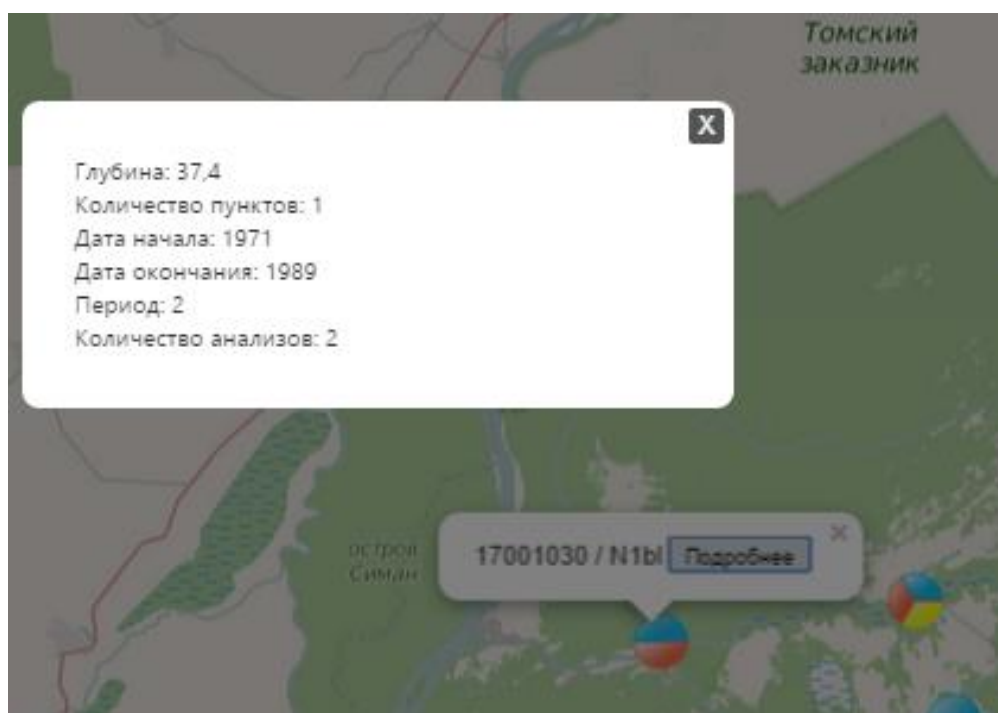 Томский
заказник
X
Глубина: 37,4
Количество пунктов: 1
Дата начала: 1971
Дата окончания: 1989
Период: 2
Количество анализов: 2
остров
Симан
×
17001030 / N1bl Подробнее